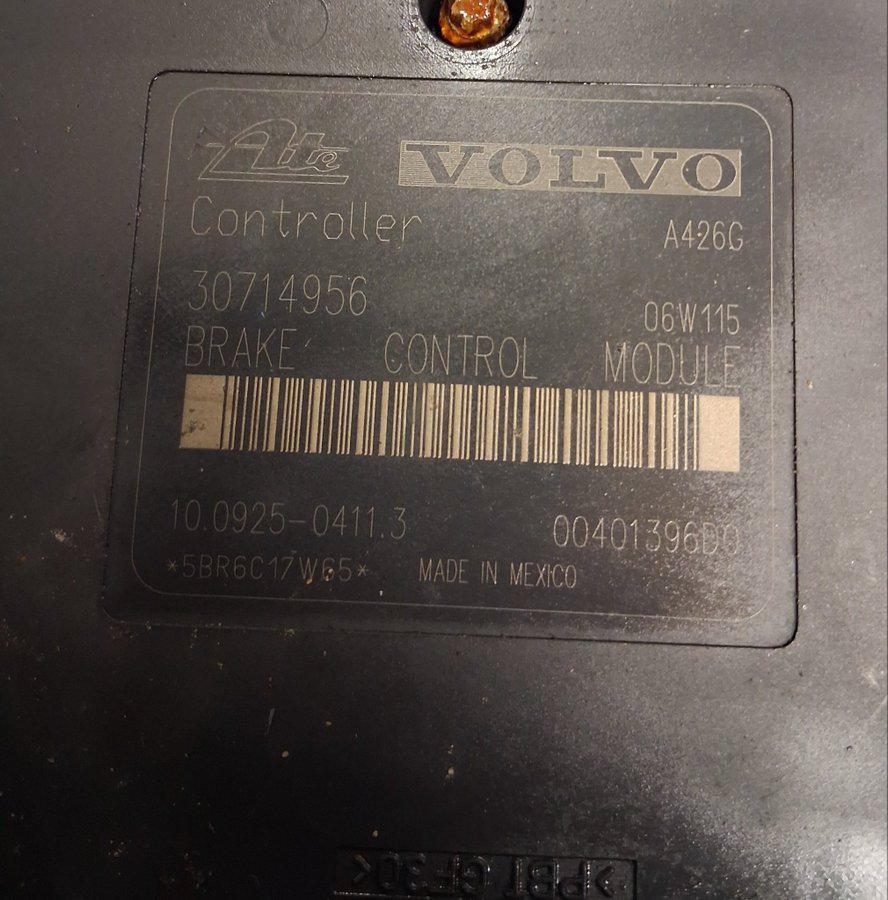 Ate VOLVO
Controller A426G
30714956 06W115
BRAKE CONTROL MODULE
10.0925-0411.3 00401396D0
*5BR6C17W65* MADE IN MEXICO
>PBT GF30<